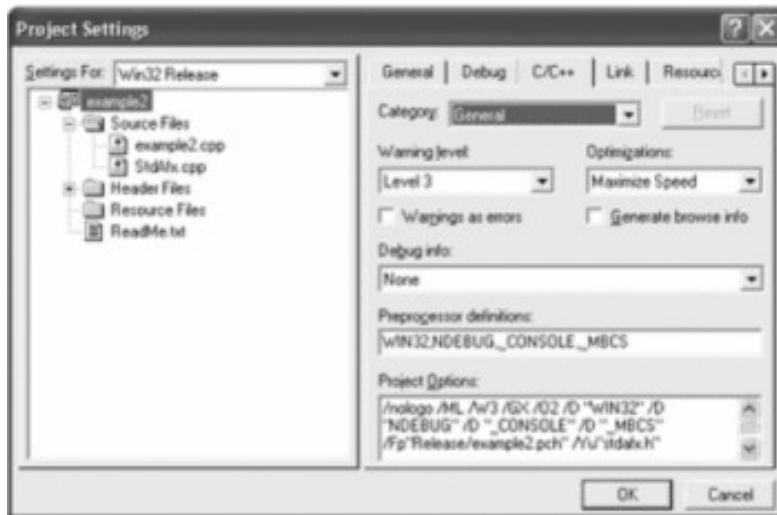 Project Settings
Settings For: Win32 Release
example2
Source Files
example2.cpp
StdAfx.cpp
Header Files
Resource Files
ReadMe.txt
General Debug C/C++ Link Resourc
Category: General Reset
Warning level: Optimizations:
Level 3 Maximize Speed
Warnings as errors Generate browse info
Debug info:
None
Preprocessor definitions:
WIN32,NDEBUG,_CONSOLE,_MBCS
Project Options:
/nologo /ML /W3 /GX /O2 /D "WIN32" /D
"NDEBUG" /D "_CONSOLE" /D "_MBCS"
/Fp"Release/example2.pch" /Yu"stdafx.h"
OK Cancel